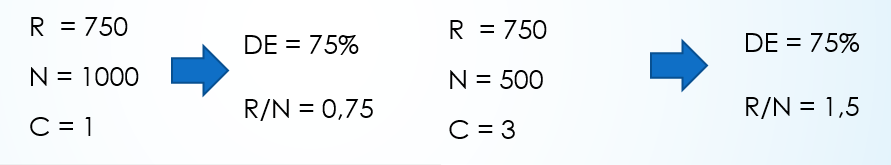 R = 750
N = 1000
C = 1
DE = 75%
R/N = 0,75
R = 750
N = 500
C = 3
DE = 75%
R/N = 1,5